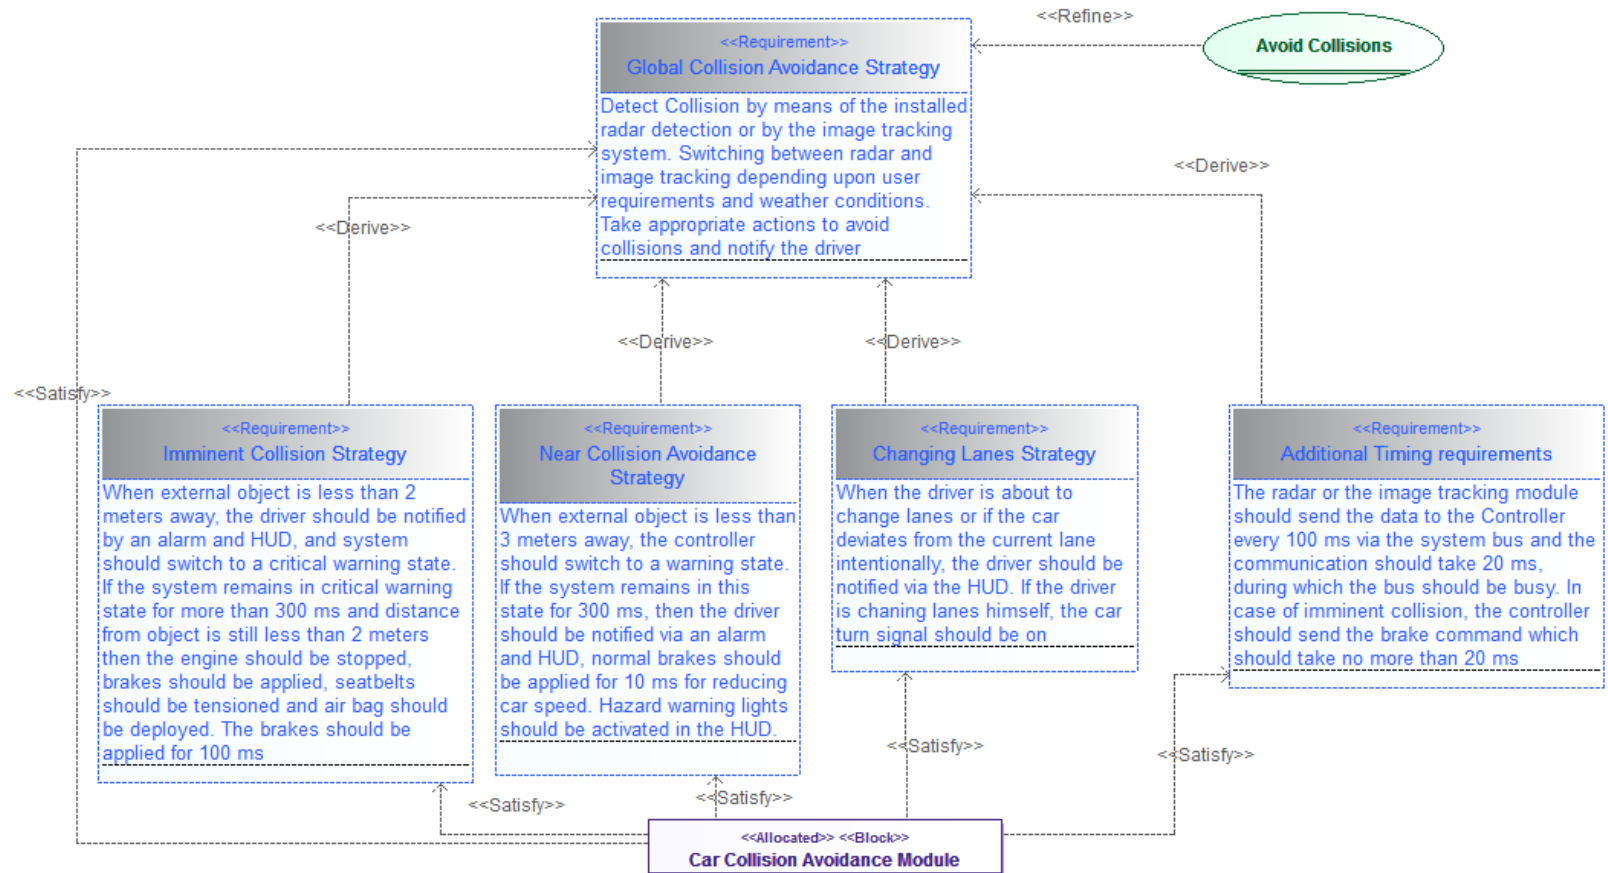 <<Refine>>
Avoid Collisions
<<Requirement>>
Global Collision Avoidance Strategy
Detect Collision by means of the installed
radar detection or by the image tracking
system. Switching between radar and
image tracking depending upon user
requirements and weather conditions.
Take appropriate actions to avoid
collisions and notify the driver
<<Derive>>
<<Derive>>
<<Derive>>
<<Derive>>
<<Satisfy>>
<<Requirement>>
Imminent Collision Strategy
When external object is less than 2
meters away, the driver should be notified
by an alarm and HUD, and system
should switch to a critical warning state.
If the system remains in critical warning
state for more than 300 ms and distance
from object is still less than 2 meters
then the engine should be stopped,
brakes should be applied, seatbelts
should be tensioned and air bag should
be deployed. The brakes should be
applied for 100 ms
<<Requirement>>
Near Collision Avoidance
Strategy
When external object is less than
3 meters away, the controller
should switch to a warning state.
If the system remains in this
state for 300 ms, then the driver
should be notified via an alarm
and HUD, normal brakes should
be applied for 10 ms for reducing
car speed. Hazard warning lights
should be activated in the HUD.
<<Requirement>>
Changing Lanes Strategy
When the driver is about to
change lanes or if the car
deviates from the current lane
intentionally, the driver should be
notified via the HUD. If the driver
is chaning lanes himself, the car
turn signal should be on
<<Requirement>>
Additional Timing requirements
The radar or the image tracking module
should send the data to the Controller
every 100 ms via the system bus and the
communication should take 20 ms,
during which the bus should be busy. In
case of imminent collision, the controller
should send the brake command which
should take no more than 20 ms
<<Satisfy>>
<<Satisfy>>
<<Satisfy>>
<<Satisfy>>
<<Allocated>> <<Block>>
Car Collision Avoidance Module